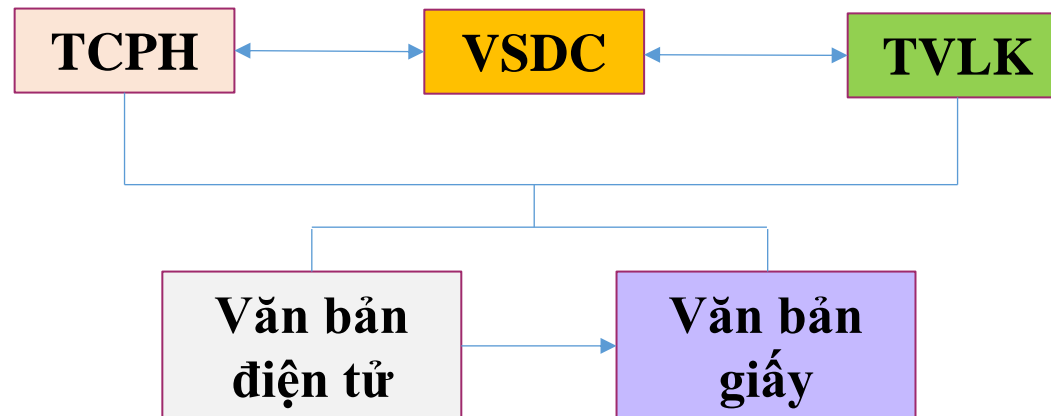 TCPH
VSDC
TVLK
Văn bản
điện tử
Văn bản
giấy